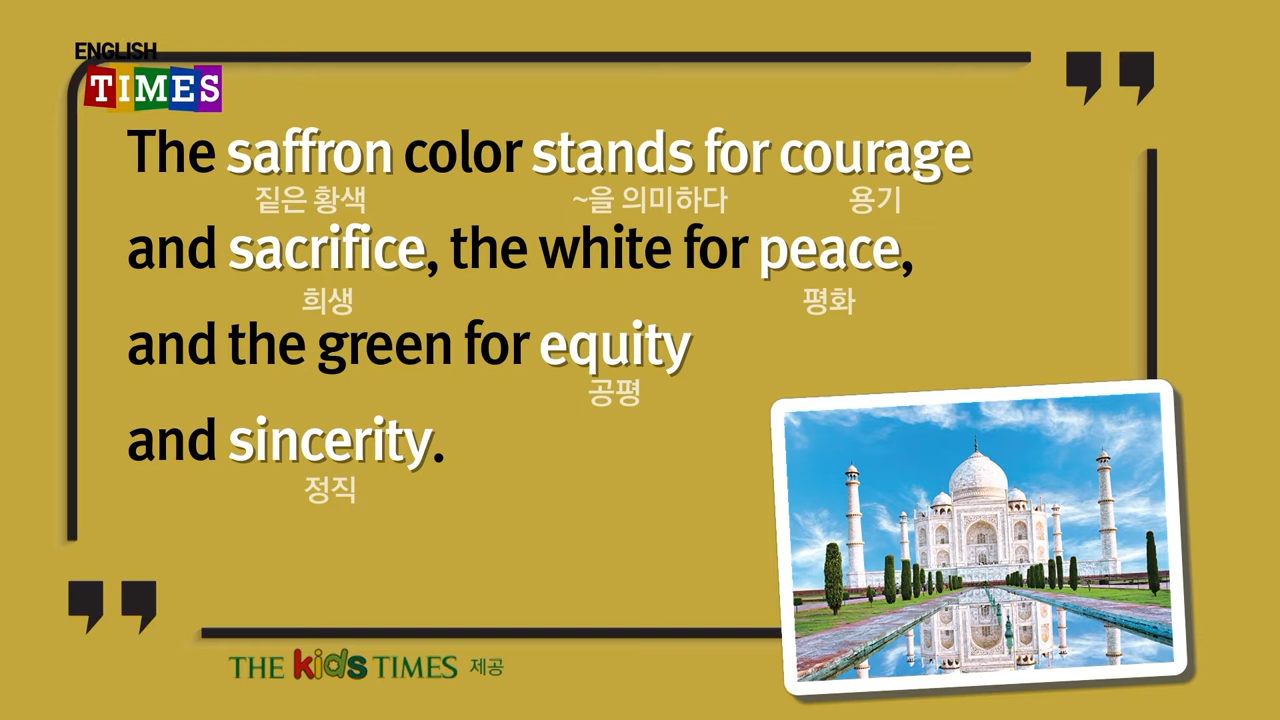 ENGLISH
TIMES
The saffron color stands for courage
짙은 황색 ~을 의미하다 용기
and sacrifice, the white for peace,
희생 평화
and the green for equity
공평
and sincerity.
정직
THE kids TIMES 제공